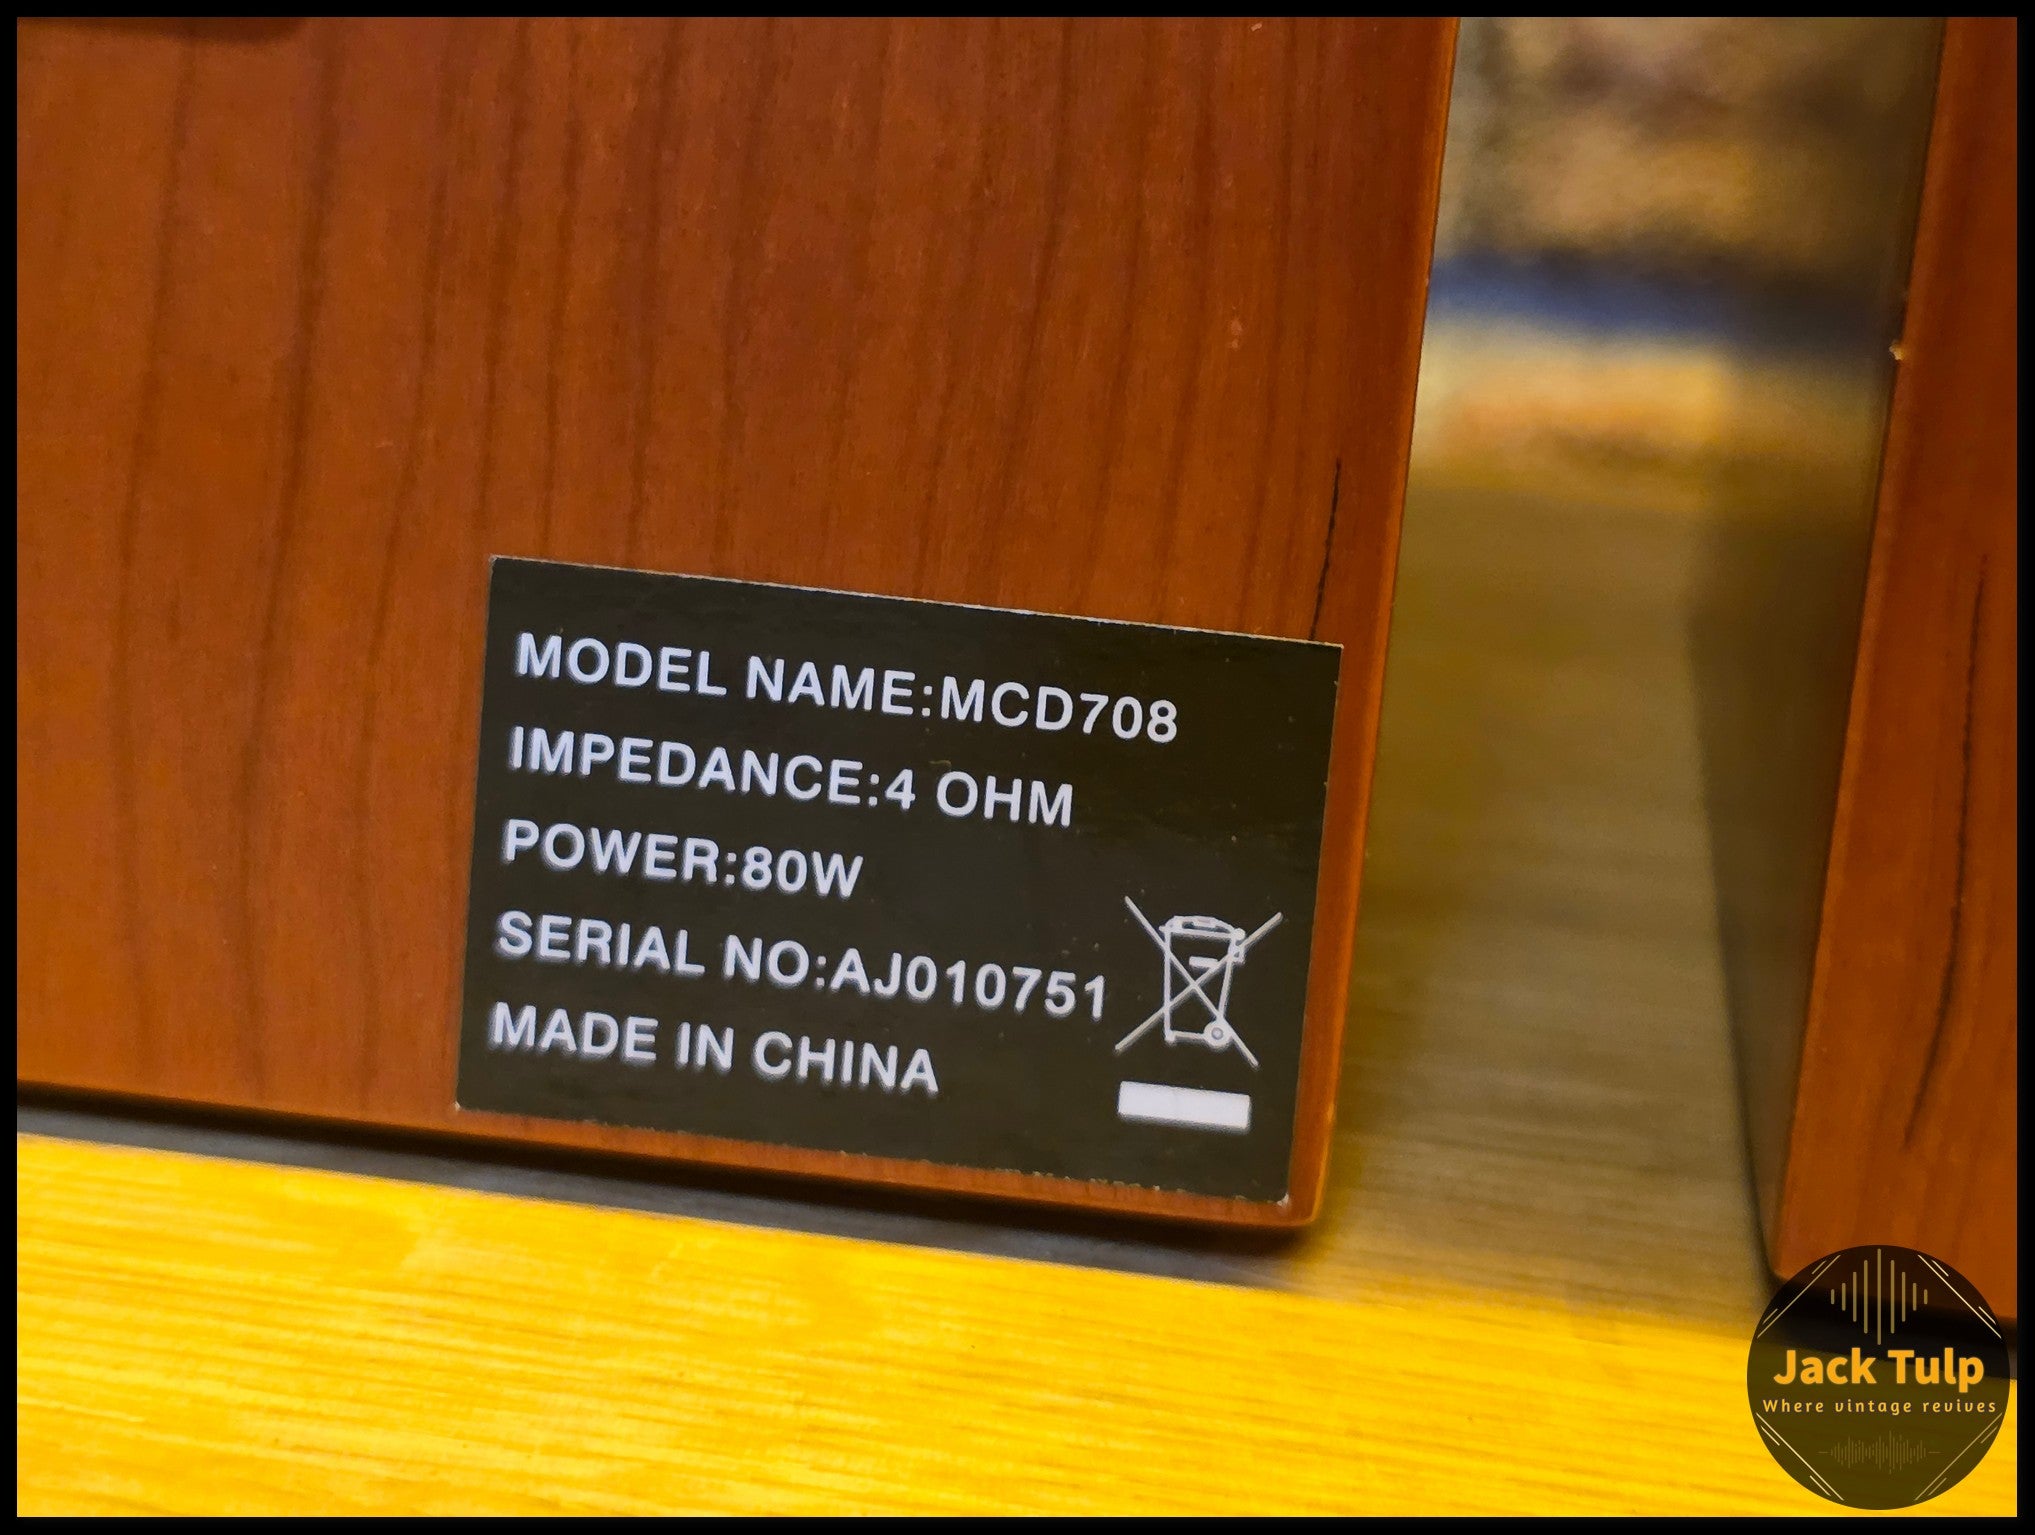 MODEL NAME:MCD708
IMPEDANCE:4 OHM
POWER:80W
SERIAL NO:AJ010751
MADE IN CHINA
Jack Tulp
Where vintage revives